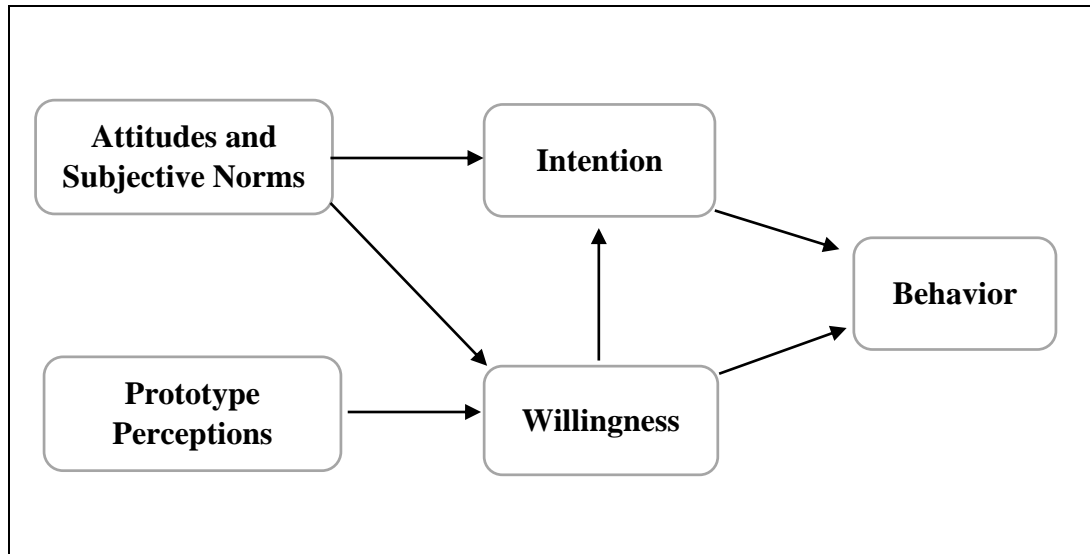 Attitudes and
Subjective Norms
Intention
Behavior
Prototype
Perceptions
Willingness